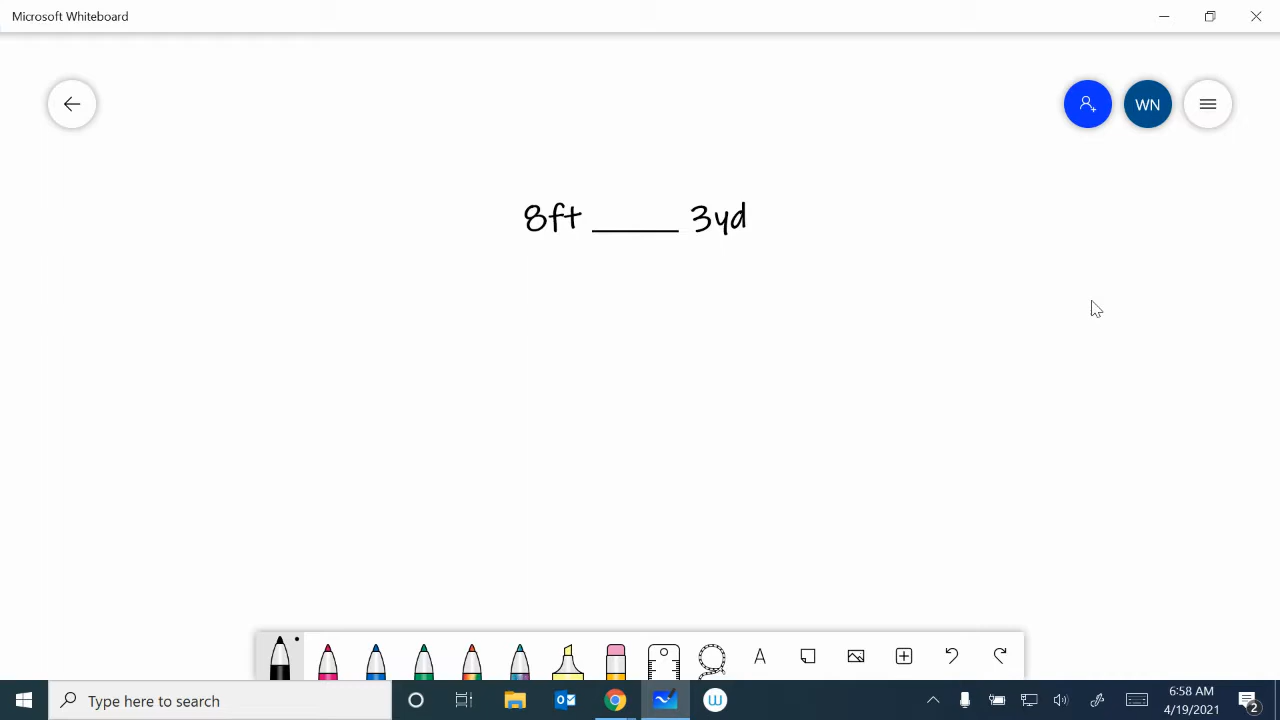 Microsoft Whiteboard
WN
8ft _____ 3yd
A
Type here to search
W
6:58 AM
4/19/2021
2